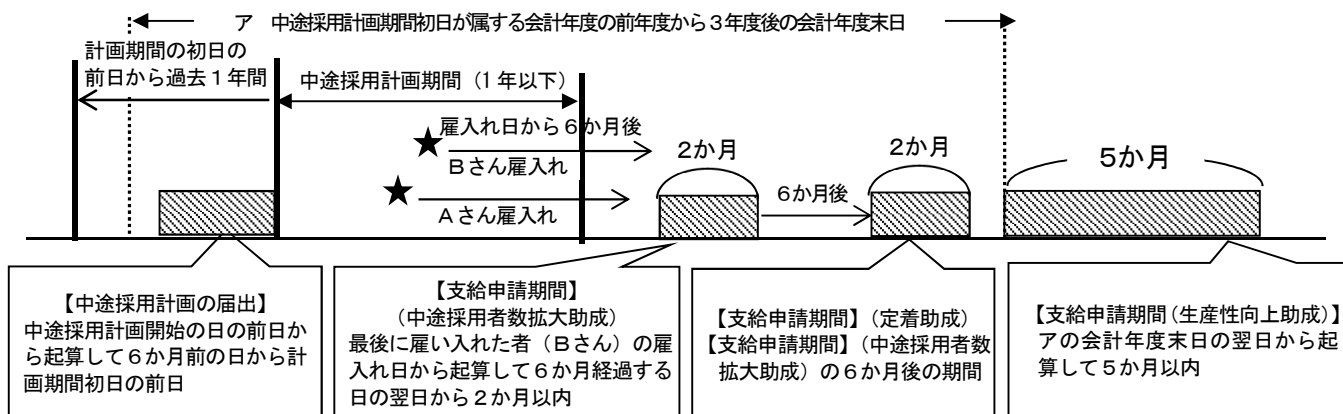 ア 中途採用計画期間初日が属する会計年度の前年度から3年度後の会計年度末日
計画期間の初日の
前日から過去1年間
中途採用計画期間(1年以下)
雇入れ日から6か月後
★
Bさん雇入れ
★
Aさん雇入れ
2か月
6か月後
2か月
5か月
【中途採用計画の届出】
中途採用計画開始の日の前日か
ら起算して6か月前の日から計
画期間初日の前日
【支給申請期間】
(中途採用者数拡大助成)
最後に雇い入れた者(Bさん)の雇
入れ日から起算して6か月経過する
日の翌日から2か月以内
【支給申請期間】(定着助成)
【支給申請期間】(中途採用者数
拡大助成)の6か月後の期間
【支給申請期間(生産性向上助成)】
アの会計年度末日の翌日から起
算して5か月以内